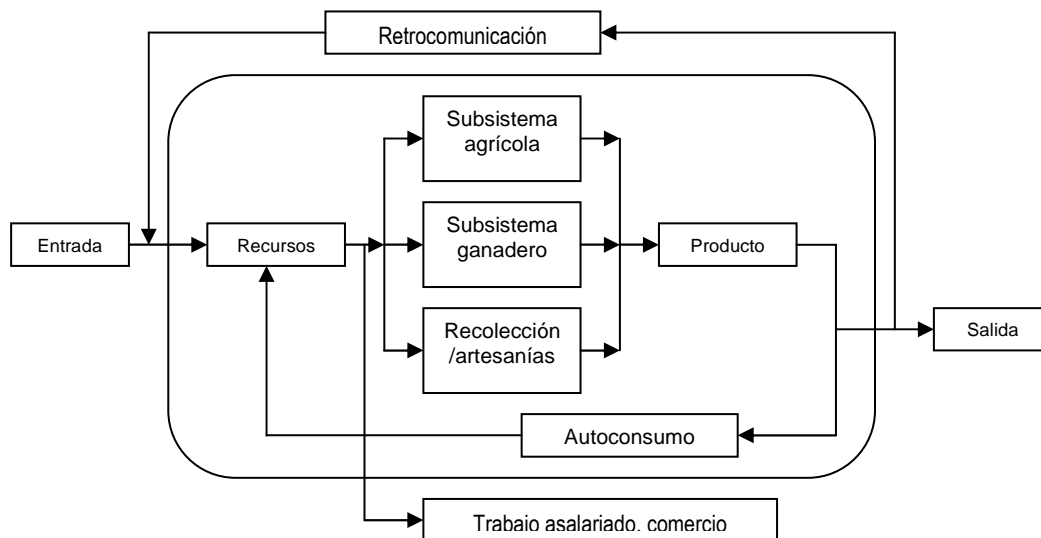 Retrocomunicación
Subsistema
agrícola
Entrada
Recursos
Subsistema
ganadero
Producto
Recolección
/artesanías
Salida
Autoconsumo
Trabajo asalariado, comercio